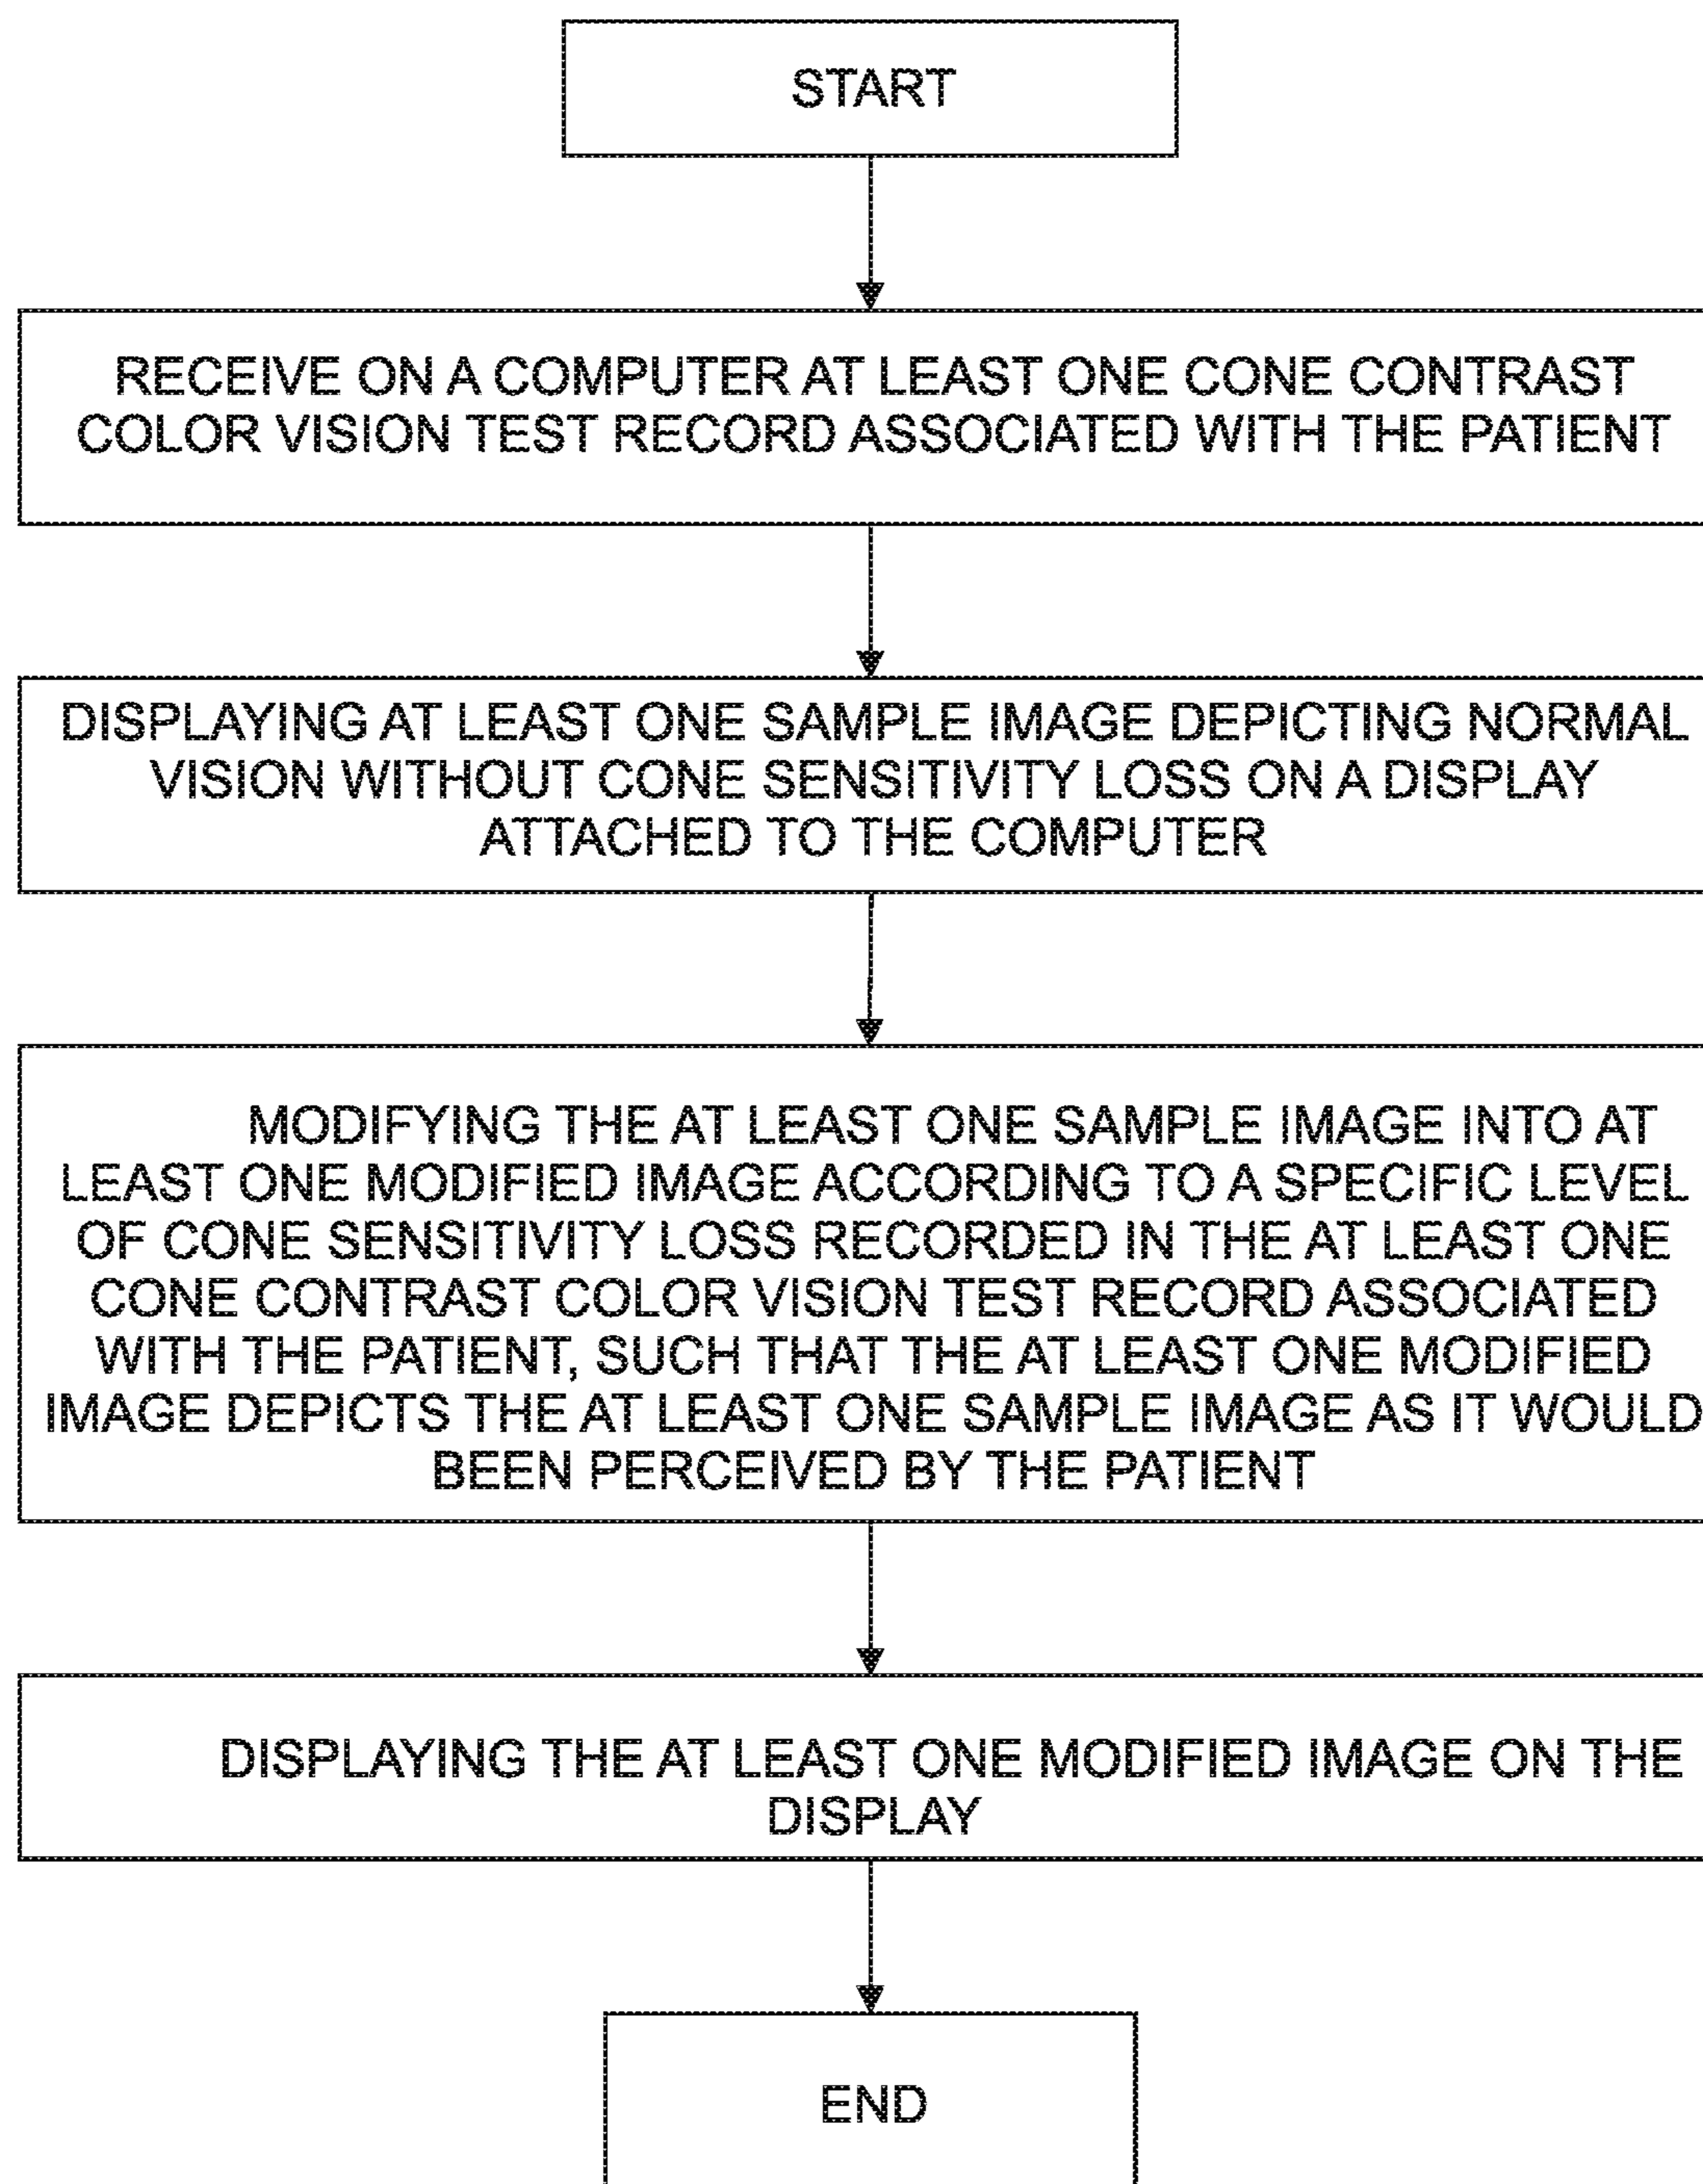 START
RECEIVE ON A COMPUTER AT LEAST ONE CONE CONTRAST
COLOR VISION TEST RECORD ASSOCIATED WITH THE PATIENT
DISPLAYING AT LEAST ONE SAMPLE IMAGE DEPICTING NORMAL
VISION WITHOUT CONE SENSITIVITY LOSS ON A DISPLAY
ATTACHED TO THE COMPUTER
MODIFYING THE AT LEAST ONE SAMPLE IMAGE INTO AT
LEAST ONE MODIFIED IMAGE ACCORDING TO A SPECIFIC LEVEL
OF CONE SENSITIVITY LOSS RECORDED IN THE AT LEAST ONE
CONE CONTRAST COLOR VISION TEST RECORD ASSOCIATED
WITH THE PATIENT, SUCH THAT THE AT LEAST ONE MODIFIED
IMAGE DEPICTS THE AT LEAST ONE SAMPLE IMAGE AS IT WOULD
BEEN PERCEIVED BY THE PATIENT
DISPLAYING THE AT LEAST ONE MODIFIED IMAGE ON THE
DISPLAY
END